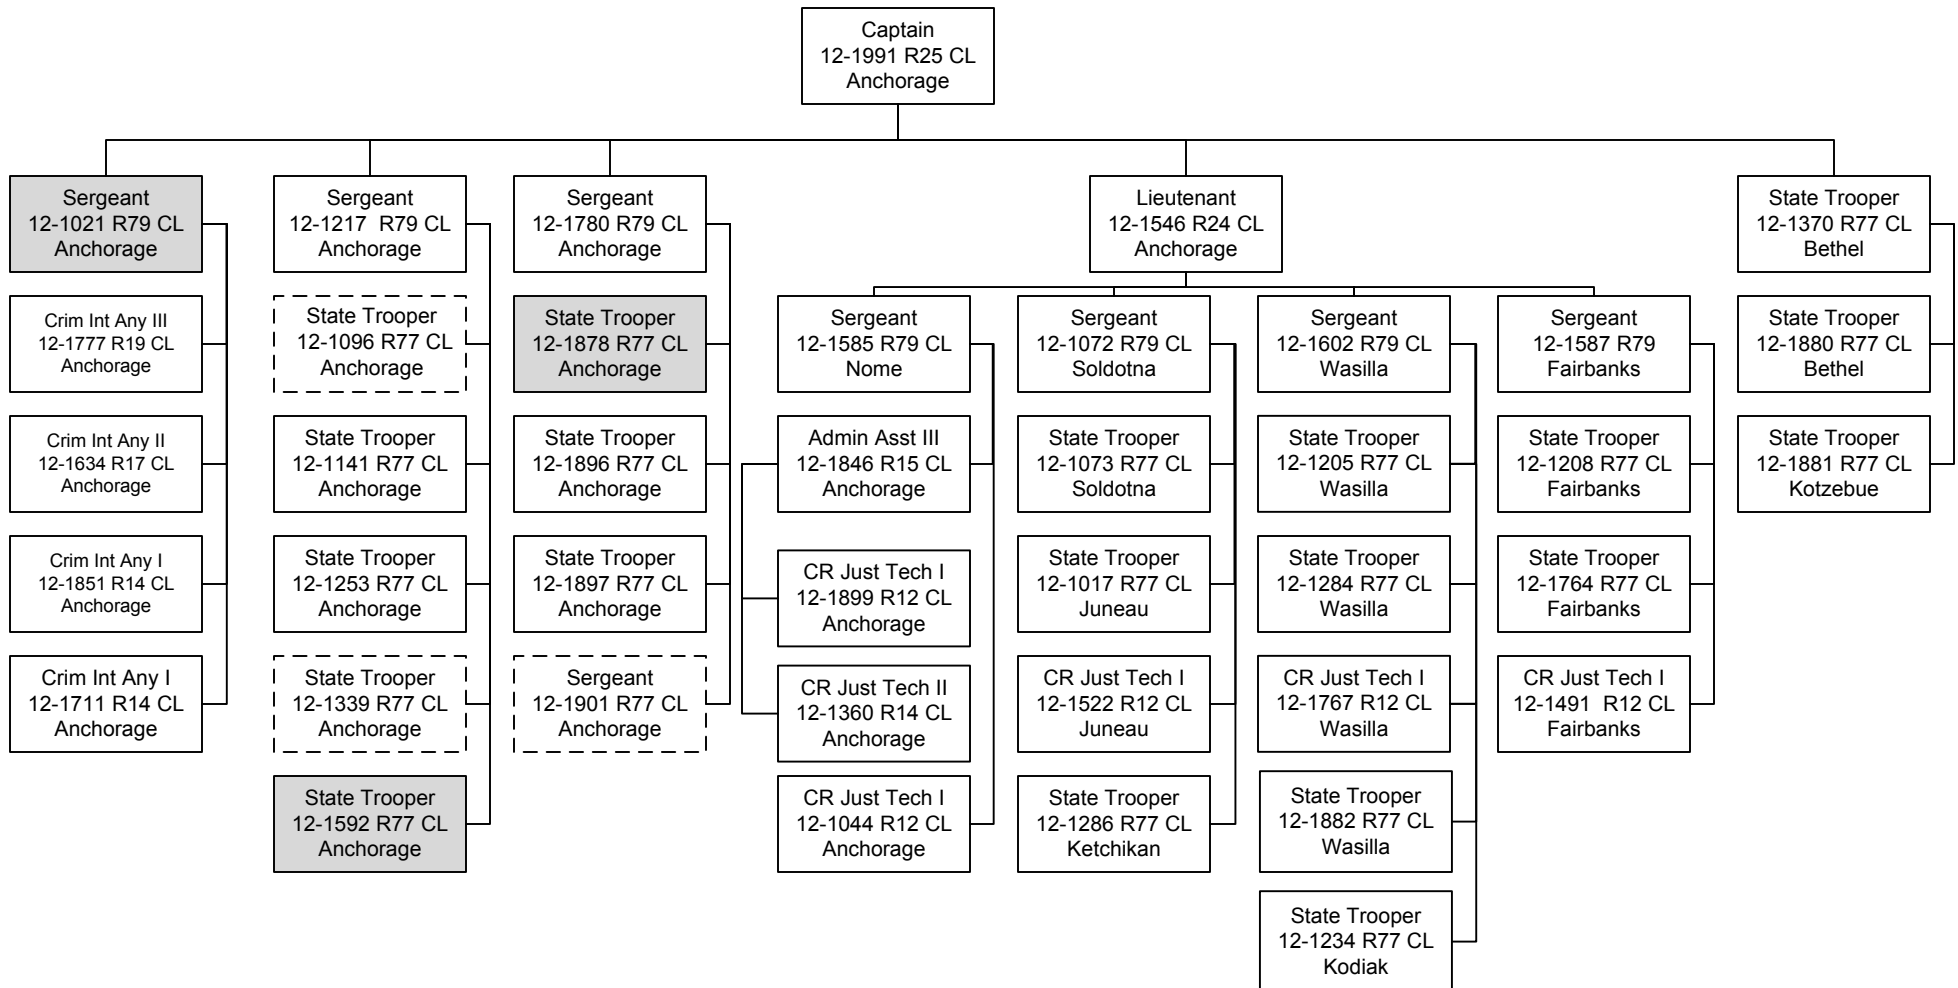 Captain
12-1991 R25 CL
Anchorage
Sergeant
12-1021 R79 CL
Anchorage
Crim Int Any III
12-1777 R19 CL
Anchorage
Crim Int Any II
12-1634 R17 CL
Anchorage
Crim Int Any I
12-1851 R14 CL
Anchorage
Crim Int Any I
12-1711 R14 CL
Anchorage
Sergeant
12-1217  R79 CL
Anchorage
State Trooper
12-1096 R77 CL
Anchorage
State Trooper
12-1141 R77 CL
Anchorage
State Trooper
12-1253 R77 CL
Anchorage
State Trooper
12-1339 R77 CL
Anchorage
State Trooper
12-1592 R77 CL
Anchorage
Sergeant
12-1780 R79 CL
Anchorage
State Trooper
12-1878 R77 CL
Anchorage
State Trooper
12-1896 R77 CL
Anchorage
State Trooper
12-1897 R77 CL
Anchorage
Sergeant
12-1901 R77 CL
Anchorage
Lieutenant
12-1546 R24 CL
Anchorage
Sergeant
12-1585 R79 CL
Nome
Admin Asst III
12-1846 R15 CL
Anchorage
CR Just Tech I
12-1899 R12 CL
Anchorage
CR Just Tech II
12-1360 R14 CL
Anchorage
CR Just Tech I
12-1044 R12 CL
Anchorage
Sergeant
12-1072 R79 CL
Soldotna
State Trooper
12-1073 R77 CL
Soldotna
State Trooper
12-1017 R77 CL
Juneau
CR Just Tech I
12-1522 R12 CL
Juneau
State Trooper
12-1286 R77 CL
Ketchikan
Sergeant
12-1602 R79 CL
Wasilla
State Trooper
12-1205 R77 CL
Wasilla
State Trooper
12-1284 R77 CL
Wasilla
CR Just Tech I
12-1767 R12 CL
Wasilla
State Trooper
12-1882 R77 CL
Wasilla
State Trooper
12-1234 R77 CL
Kodiak
Sergeant
12-1587 R79
Fairbanks
State Trooper
12-1208 R77 CL
Fairbanks
State Trooper
12-1764 R77 CL
Fairbanks
CR Just Tech I
12-1491  R12 CL
Fairbanks
State Trooper
12-1370 R77 CL
Bethel
State Trooper
12-1880 R77 CL
Bethel
State Trooper
12-1881 R77 CL
Kotzebue